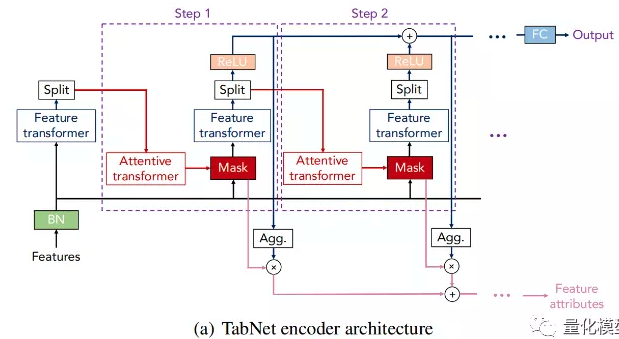 Step 1
Step 2
FC
Output
ReLU
ReLU
Split
Split
Split
Feature
transformer
Feature
transformer
Feature
transformer
Attentive
transformer
Mask
Attentive
transformer
Mask
BN
Features
Agg.
Agg.
Feature
attributes
(a) TabNet encoder architecture
量化模